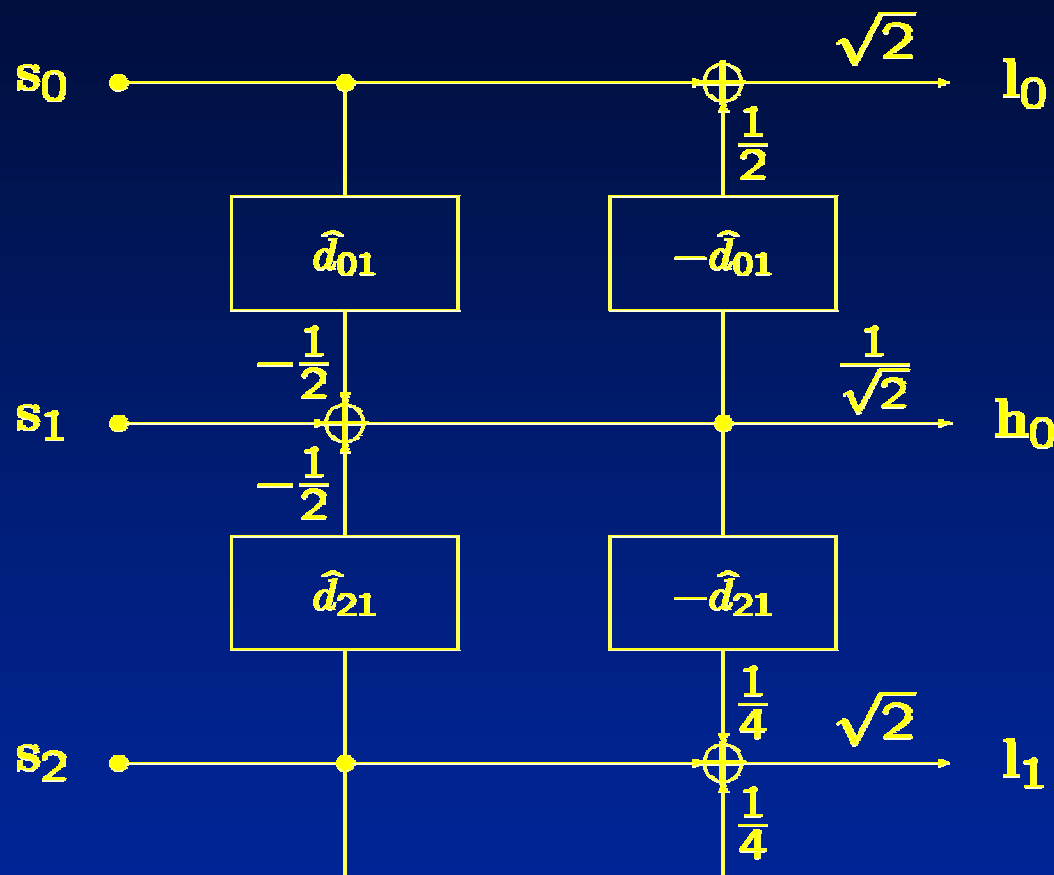 s₀ √2 l₀
1/2
d̂₀₁ −d̂₀₁
−1/2 1/√2
s₁ h₀
−1/2
d̂₂₁ −d̂₂₁
1/4 √2
s₂ l₁
1/4